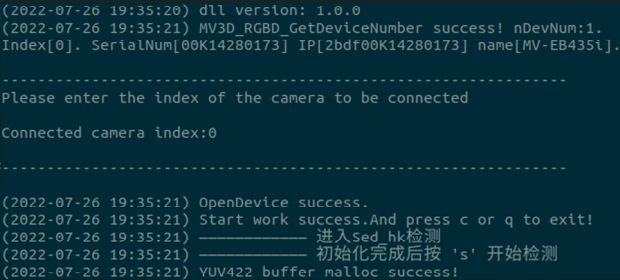 (2022-07-26 19:35:20) dll version: 1.0.0
(2022-07-26 19:35:21) MV3D_RGBD_GetDeviceNumber success! nDevNum:1.
Index[0]. SerialNum[00K14280173] IP[2bdf00K14280173] name[MV-EB435i].
---------------------------------------------------------------
Please enter the index of the camera to be connected
Connected camera index:0
---------------------------------------------------------------
(2022-07-26 19:35:21) OpenDevice success.
(2022-07-26 19:35:21) Start work success.And press c or q to exit!
(2022-07-26 19:35:21) ———————————— 进入Sed_hk检测
(2022-07-26 19:35:21) ———————————— 初始化完成后按 's' 开始检测
(2022-07-26 19:35:21) YUV422 buffer malloc success!